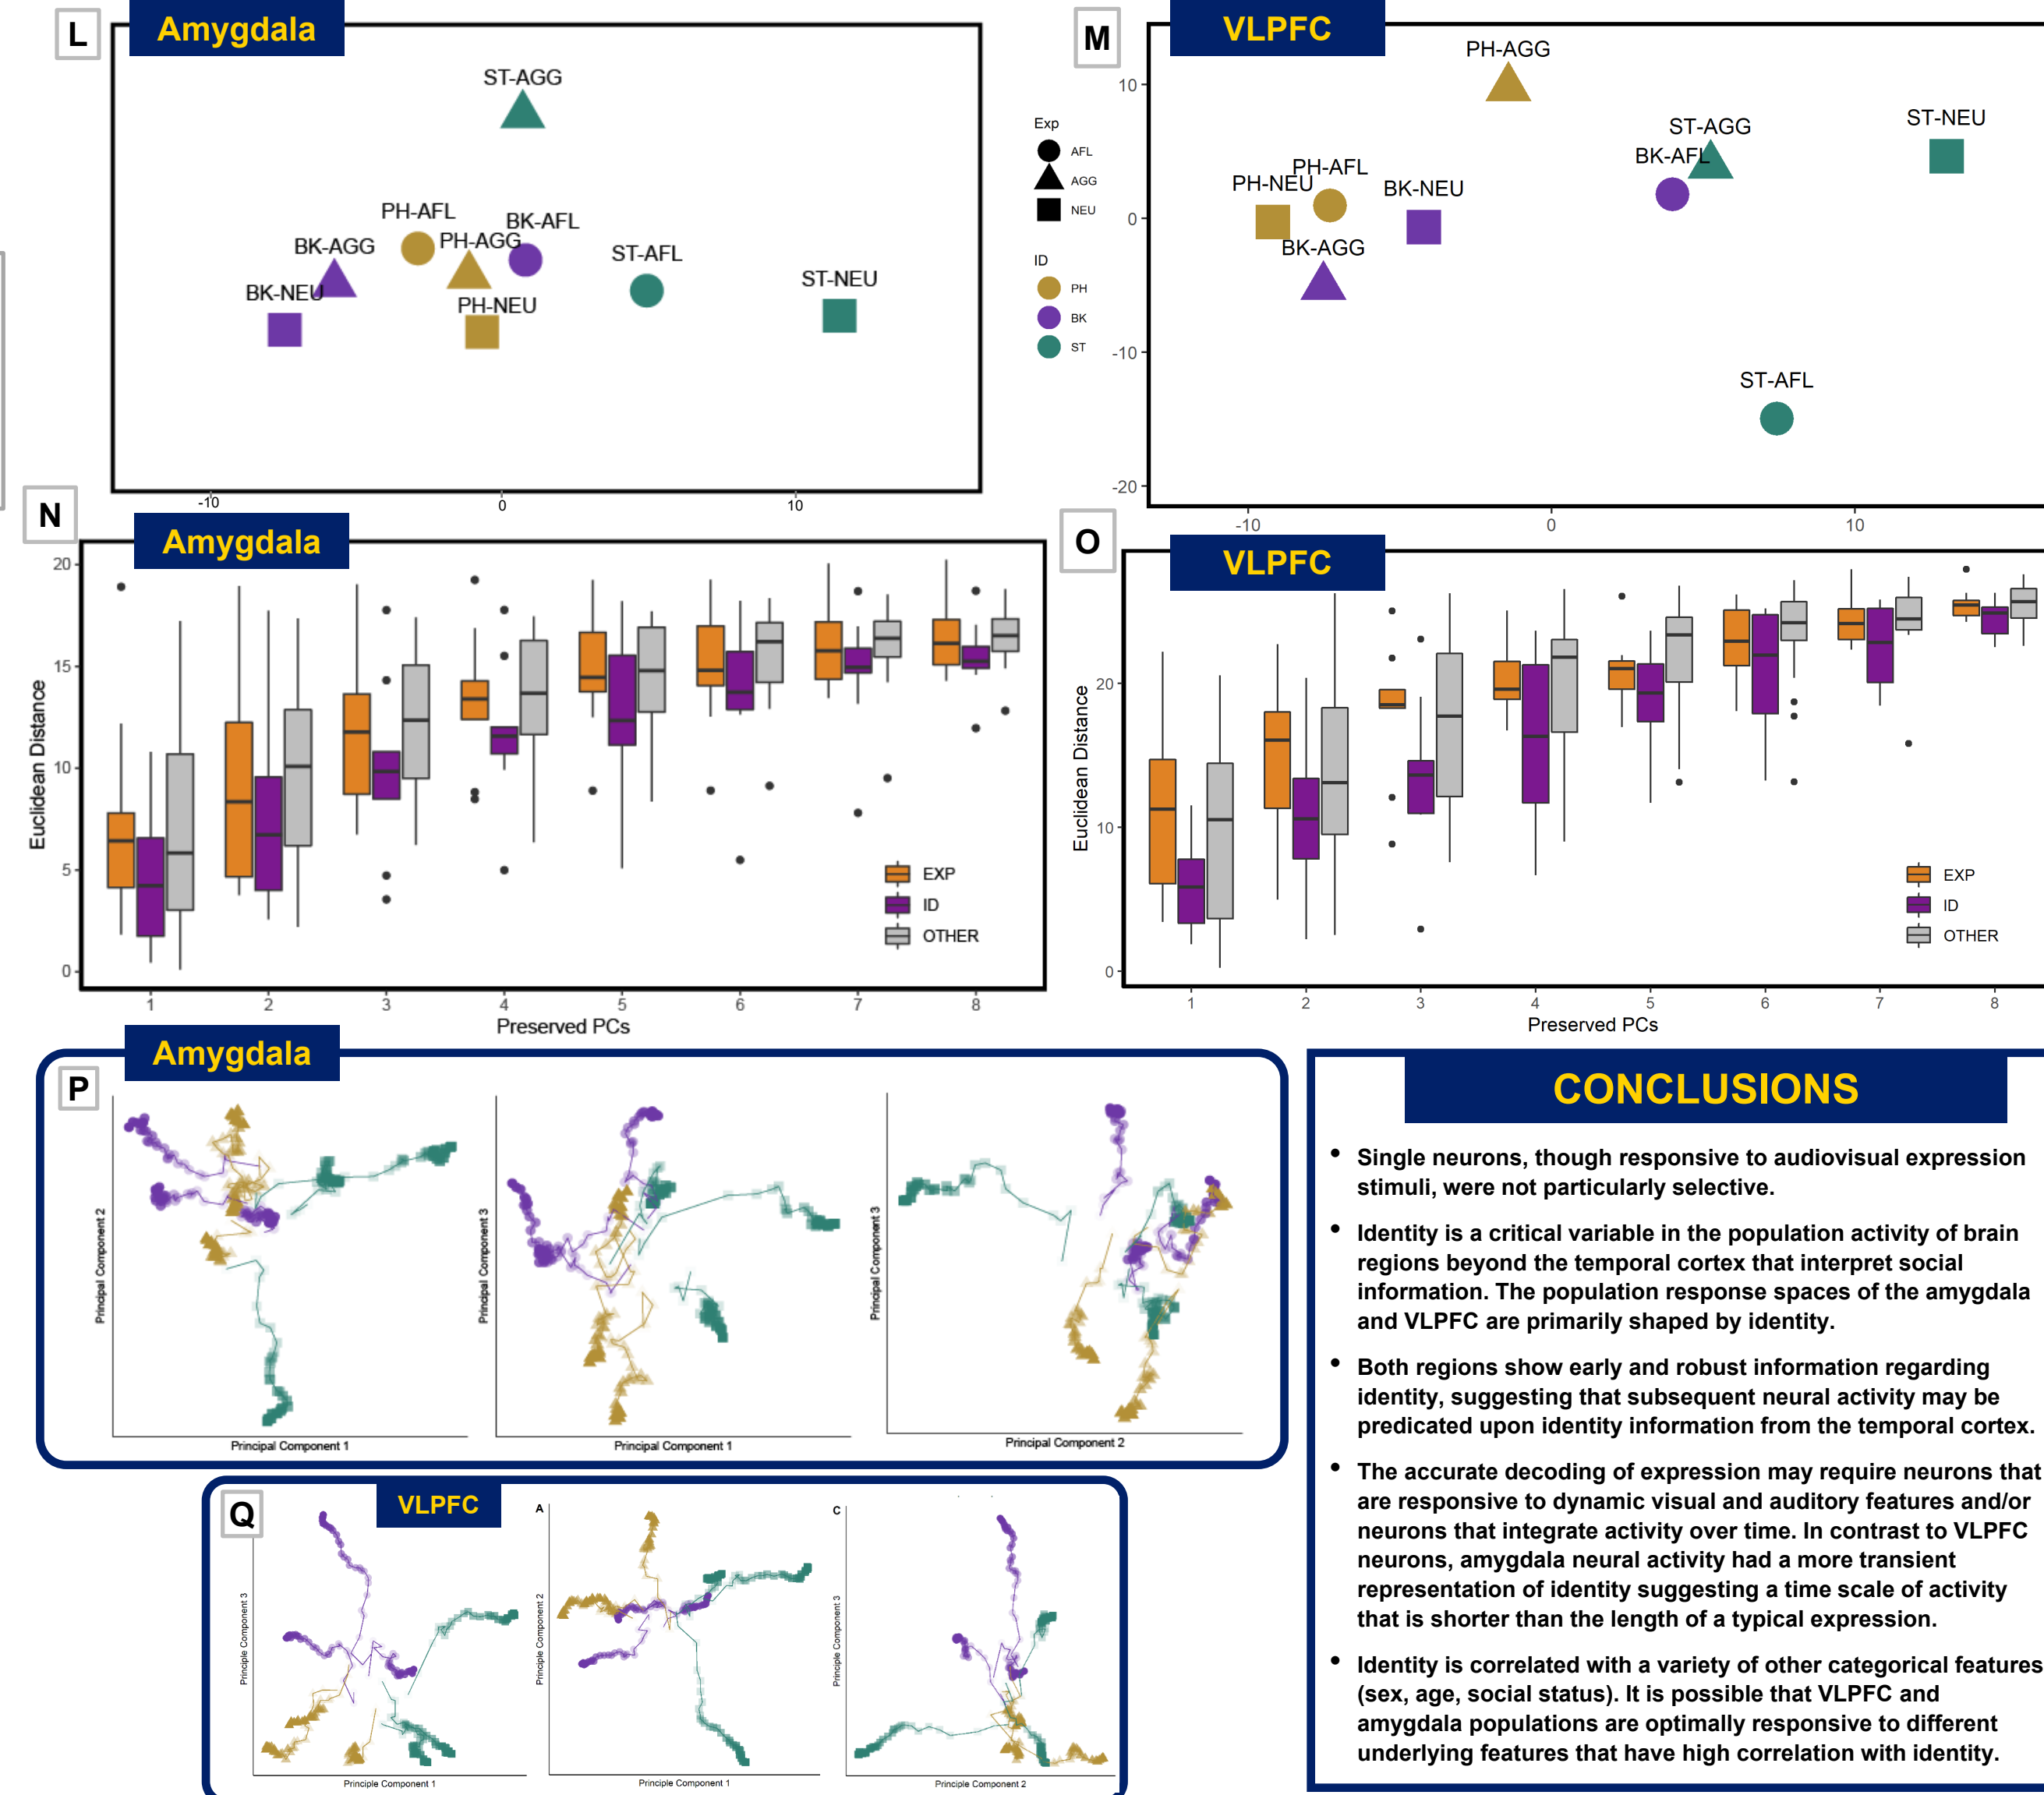 L
Amygdala
ST-AGG
PH-AFL
BK-AFL
PH-AGG
BK-AGG
ST-AFL
ST-NEU
BK-NEU
PH-NEU
-10
0
10
Exp
AFL
AGG
NEU
ID
PH
BK
ST
M
VLPFC
PH-AGG
10
ST-NEU
ST-AGG
BK-AFL
PH-AFL
PH-NEU
BK-NEU
0
BK-AGG
-10
ST-AFL
-20
-10
0
10
N
Amygdala
20
15
10
5
0
Euclidean Distance
EXP
ID
OTHER
1 2 3 4 5 6 7 8
Preserved PCs
O
VLPFC
20
10
0
Euclidean Distance
EXP
ID
OTHER
1 2 3 4 5 6 7 8
Preserved PCs
Amygdala
P
Principal Component 2
Principal Component 1
Principal Component 3
Principal Component 1
Principal Component 3
Principal Component 2
Q
VLPFC
Principle Component 3
Principle Component 1
A
Principle Component 2
Principle Component 1
C
Principle Component 3
Principle Component 2
CONCLUSIONS
• Single neurons, though responsive to audiovisual expression
stimuli, were not particularly selective.
• Identity is a critical variable in the population activity of brain
regions beyond the temporal cortex that interpret social
information. The population response spaces of the amygdala
and VLPFC are primarily shaped by identity.
• Both regions show early and robust information regarding
identity, suggesting that subsequent neural activity may be
predicated upon identity information from the temporal cortex.
• The accurate decoding of expression may require neurons that
are responsive to dynamic visual and auditory features and/or
neurons that integrate activity over time. In contrast to VLPFC
neurons, amygdala neural activity had a more transient
representation of identity suggesting a time scale of activity
that is shorter than the length of a typical expression.
• Identity is correlated with a variety of other categorical features
(sex, age, social status). It is possible that VLPFC and
amygdala populations are optimally responsive to different
underlying features that have high correlation with identity.